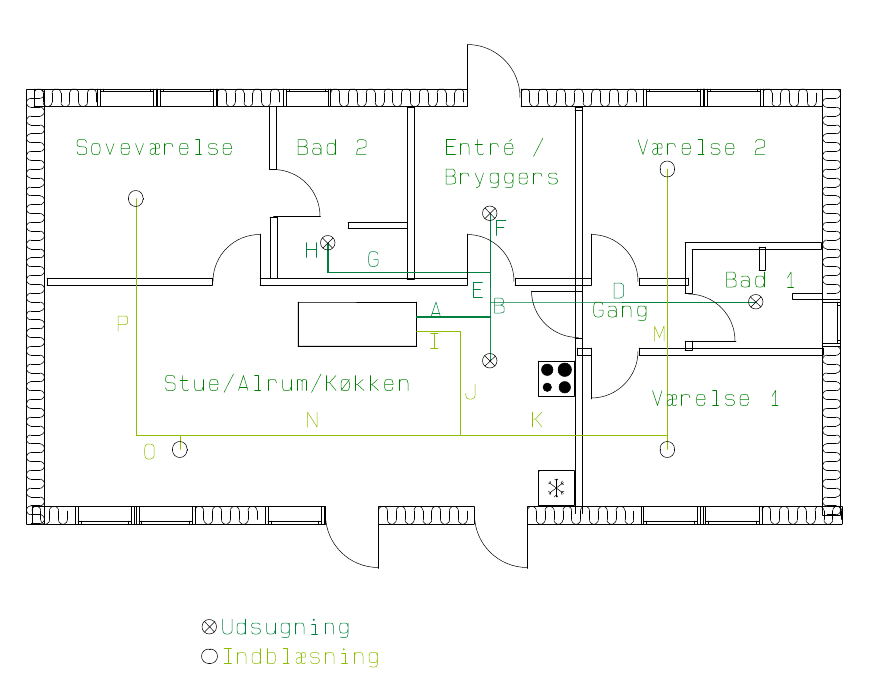 Soveværelse
Bad 2
Entré /
Bryggers
Værelse 2
F
H
G
E
D
Bad 1
A
B
Gang
P
I
M
Stue/Alrum/Køkken
J
Værelse 1
N
K
O
Udsugning
Indblæsning